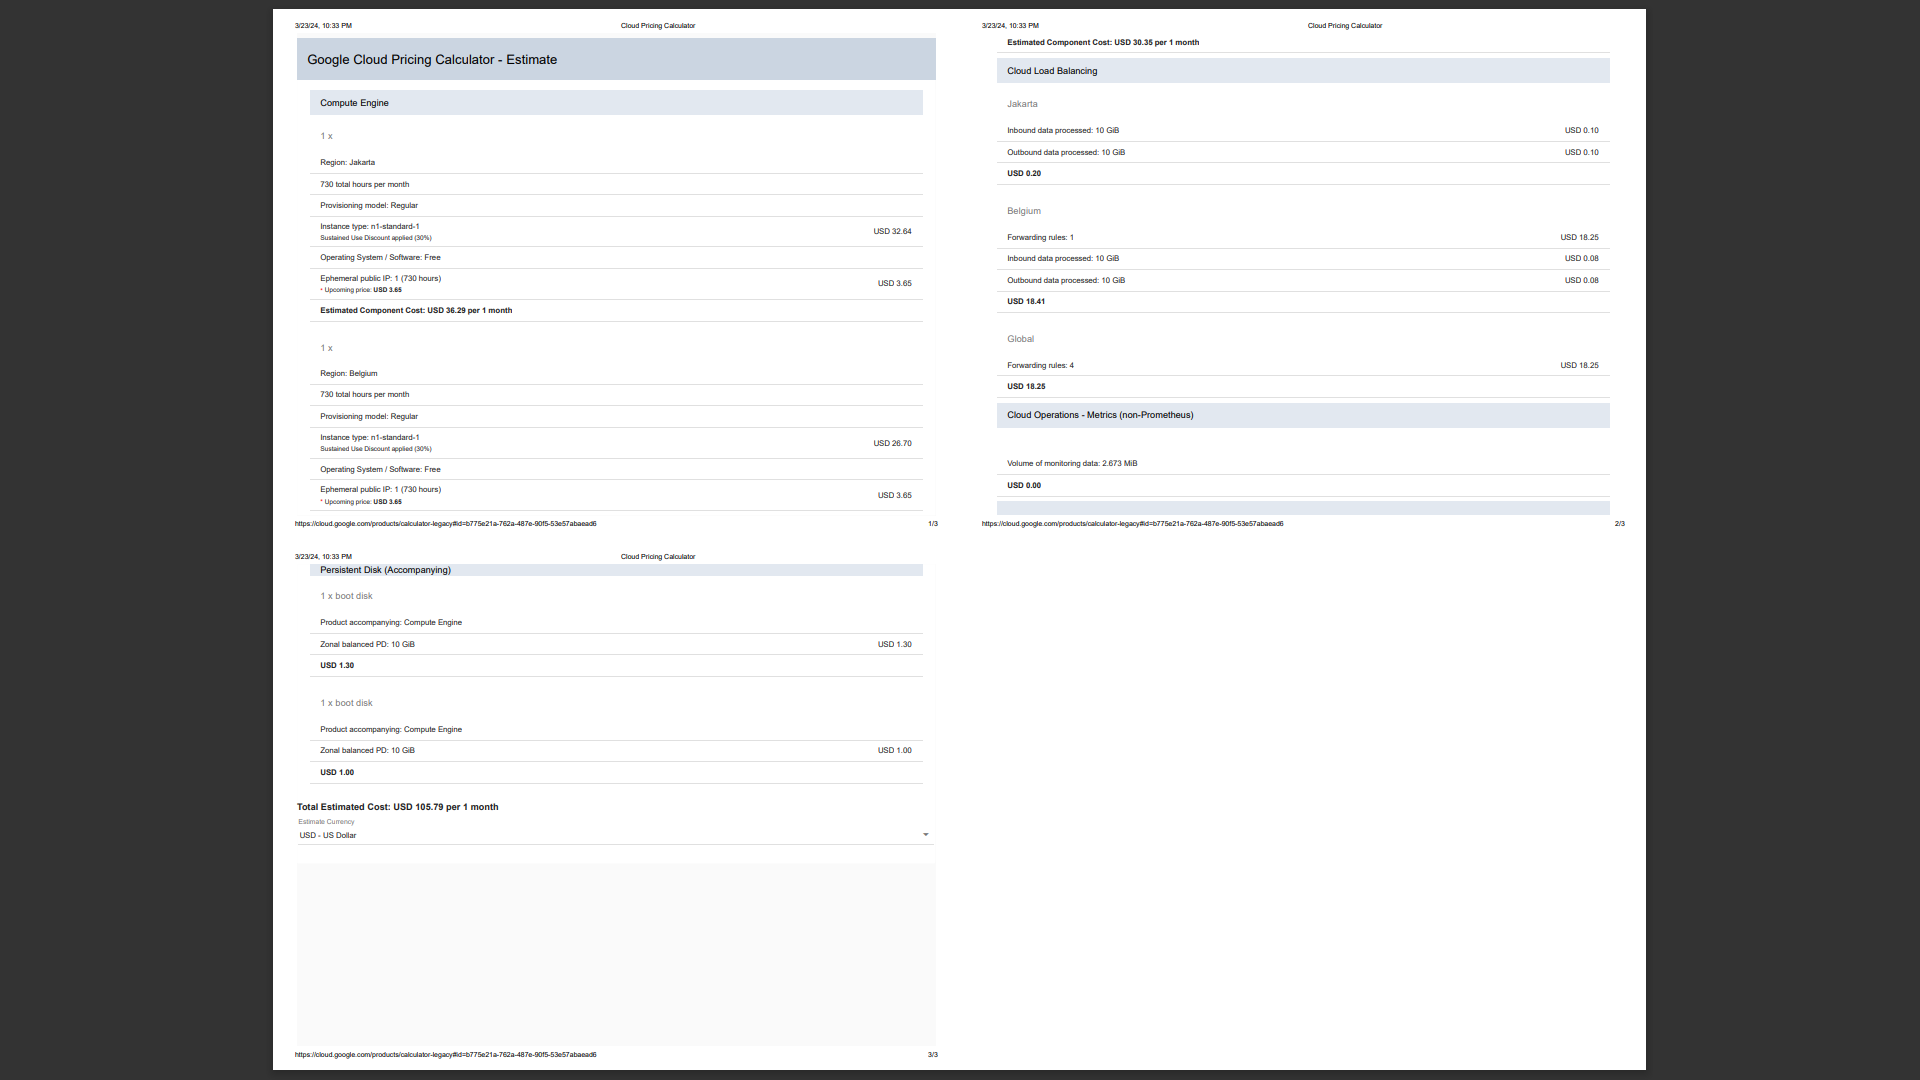 3/23/24, 10:33 PM
Cloud Pricing Calculator
Google Cloud Pricing Calculator - Estimate
Compute Engine
1 x
Region: Jakarta
730 total hours per month
Provisioning model: Regular
Instance type: n1-standard-1
Sustained Use Discount applied (30%)
USD 32.64
Operating System / Software: Free
Ephemeral public IP: 1 (730 hours)
* Upcoming price: USD 3.65
USD 3.65
Estimated Component Cost: USD 36.29 per 1 month
1 x
Region: Belgium
730 total hours per month
Provisioning model: Regular
Instance type: n1-standard-1
Sustained Use Discount applied (30%)
USD 26.70
Operating System / Software: Free
Ephemeral public IP: 1 (730 hours)
* Upcoming price: USD 3.65
USD 3.65
https://cloud.google.com/products/calculator-legacy#id=b775e21a-762a-487e-90f5-53e57abaead6
1/3
3/23/24, 10:33 PM
Cloud Pricing Calculator
Estimated Component Cost: USD 30.35 per 1 month
Cloud Load Balancing
Jakarta
Inbound data processed: 10 GiB
USD 0.10
Outbound data processed: 10 GiB
USD 0.10
USD 0.20
Belgium
Forwarding rules: 1
USD 18.25
Inbound data processed: 10 GiB
USD 0.08
Outbound data processed: 10 GiB
USD 0.08
USD 18.41
Global
Forwarding rules: 4
USD 18.25
USD 18.25
Cloud Operations - Metrics (non-Prometheus)
Volume of monitoring data: 2.673 MiB
USD 0.00
https://cloud.google.com/products/calculator-legacy#id=b775e21a-762a-487e-90f5-53e57abaead6
2/3
3/23/24, 10:33 PM
Cloud Pricing Calculator
Persistent Disk (Accompanying)
1 x boot disk
Product accompanying: Compute Engine
Zonal balanced PD: 10 GiB
USD 1.30
USD 1.30
1 x boot disk
Product accompanying: Compute Engine
Zonal balanced PD: 10 GiB
USD 1.00
USD 1.00
Total Estimated Cost: USD 105.79 per 1 month
Estimate Currency
USD - US Dollar
https://cloud.google.com/products/calculator-legacy#id=b775e21a-762a-487e-90f5-53e57abaead6
3/3